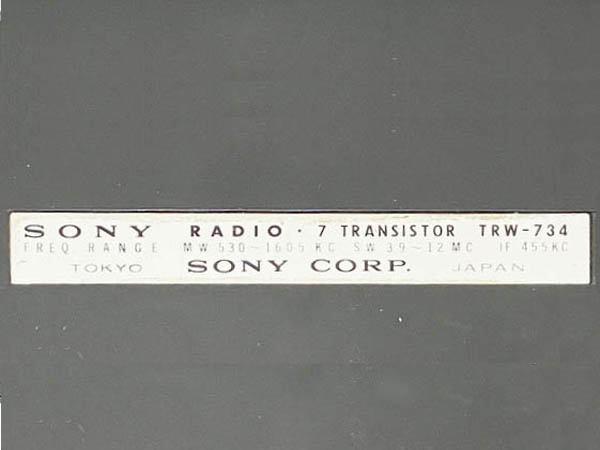 SONY RADIO · 7 TRANSISTOR TRW-734
FREQ. RANGE MW 530~1605 KC SW 3.9~12 MC IF 455KC
TOKYO SONY CORP. JAPAN